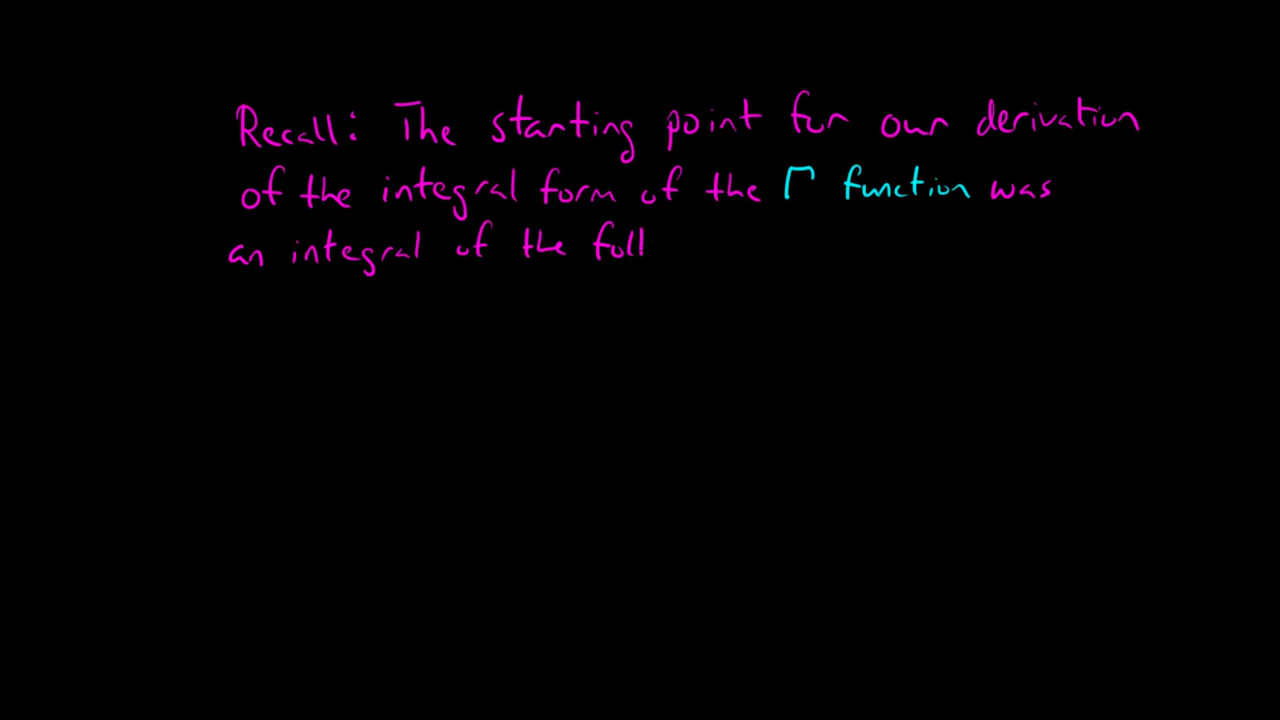 Recall: The starting point for our derivation
of the integral form of the Γ function was
an integral of the foll